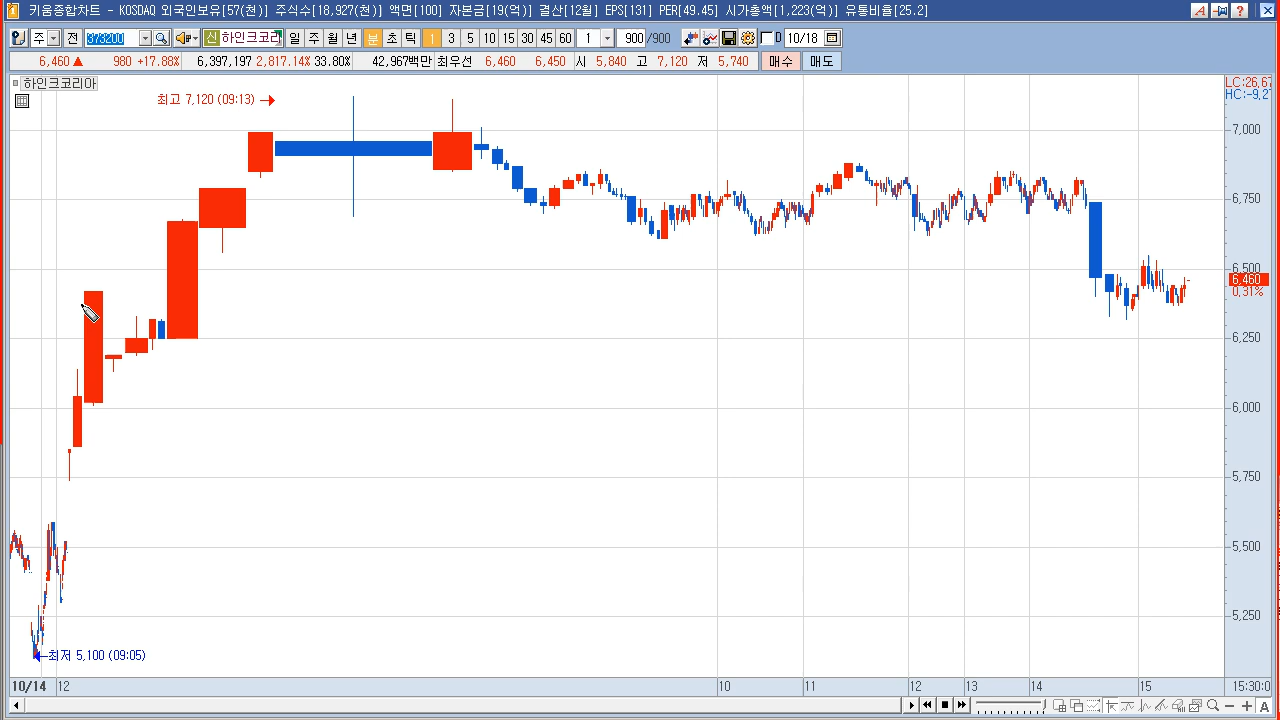 키움종합차트 - KOSDAQ 외국인보유[57(천)] 주식수[18,927(천)] 액면[100] 자본금[19(억)] 결산[12월] EPS[131] PER[49.45] 시가총액[1,223(억)] 유통비율[25.2]
주 전 373200 신 하인크코리 일 주 월 년 분 초 틱 1 3 5 10 15 30 45 60 1 900 /900 D 10/18
6,460 ▲ 980 +17.88% 6,397,197 2,817.14% 33.80% 42,967백만 최우선 6,460 6,450 시 5,840 고 7,120 저 5,740 매수 매도
하인크코리아
LC:26,67
HC:-9,27
최고 7,120 (09:13) →
7,000
6,750
6,500
6,460
0,31%
6,250
6,000
5,750
5,500
5,250
←최저 5,100 (09:05)
10/14 12 10 11 12 13 14 15 15:30:0
A